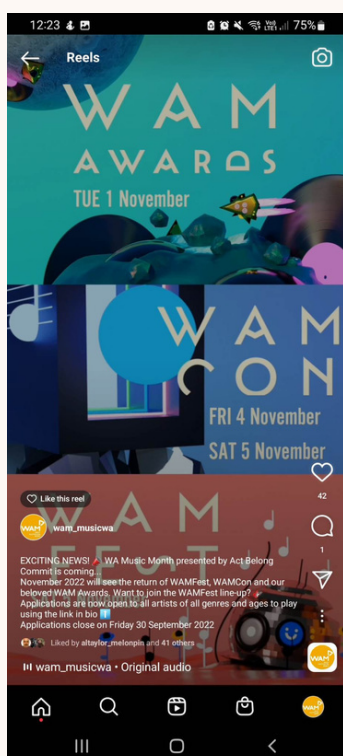 12:23
75%
Reels
WAM
AWARDS
TUE 1 November
WAM
CON
FRI 4 November
SAT 5 November
WAM
FEST
Like this reel
42
wam_musicwa
1
EXCITING NEWS! WA Music Month presented by Act Belong
Commit is coming...
November 2022 will see the return of WAMFest, WAMCon and our
beloved WAM Awards. Want to join the WAMFest line-up?
Applications are now open to all artists of all genres and ages to play
using the link in bio
Applications close on Friday 30 September 2022
Liked by altaylor_melonpin and 41 others
wam_musicwa • Original audio